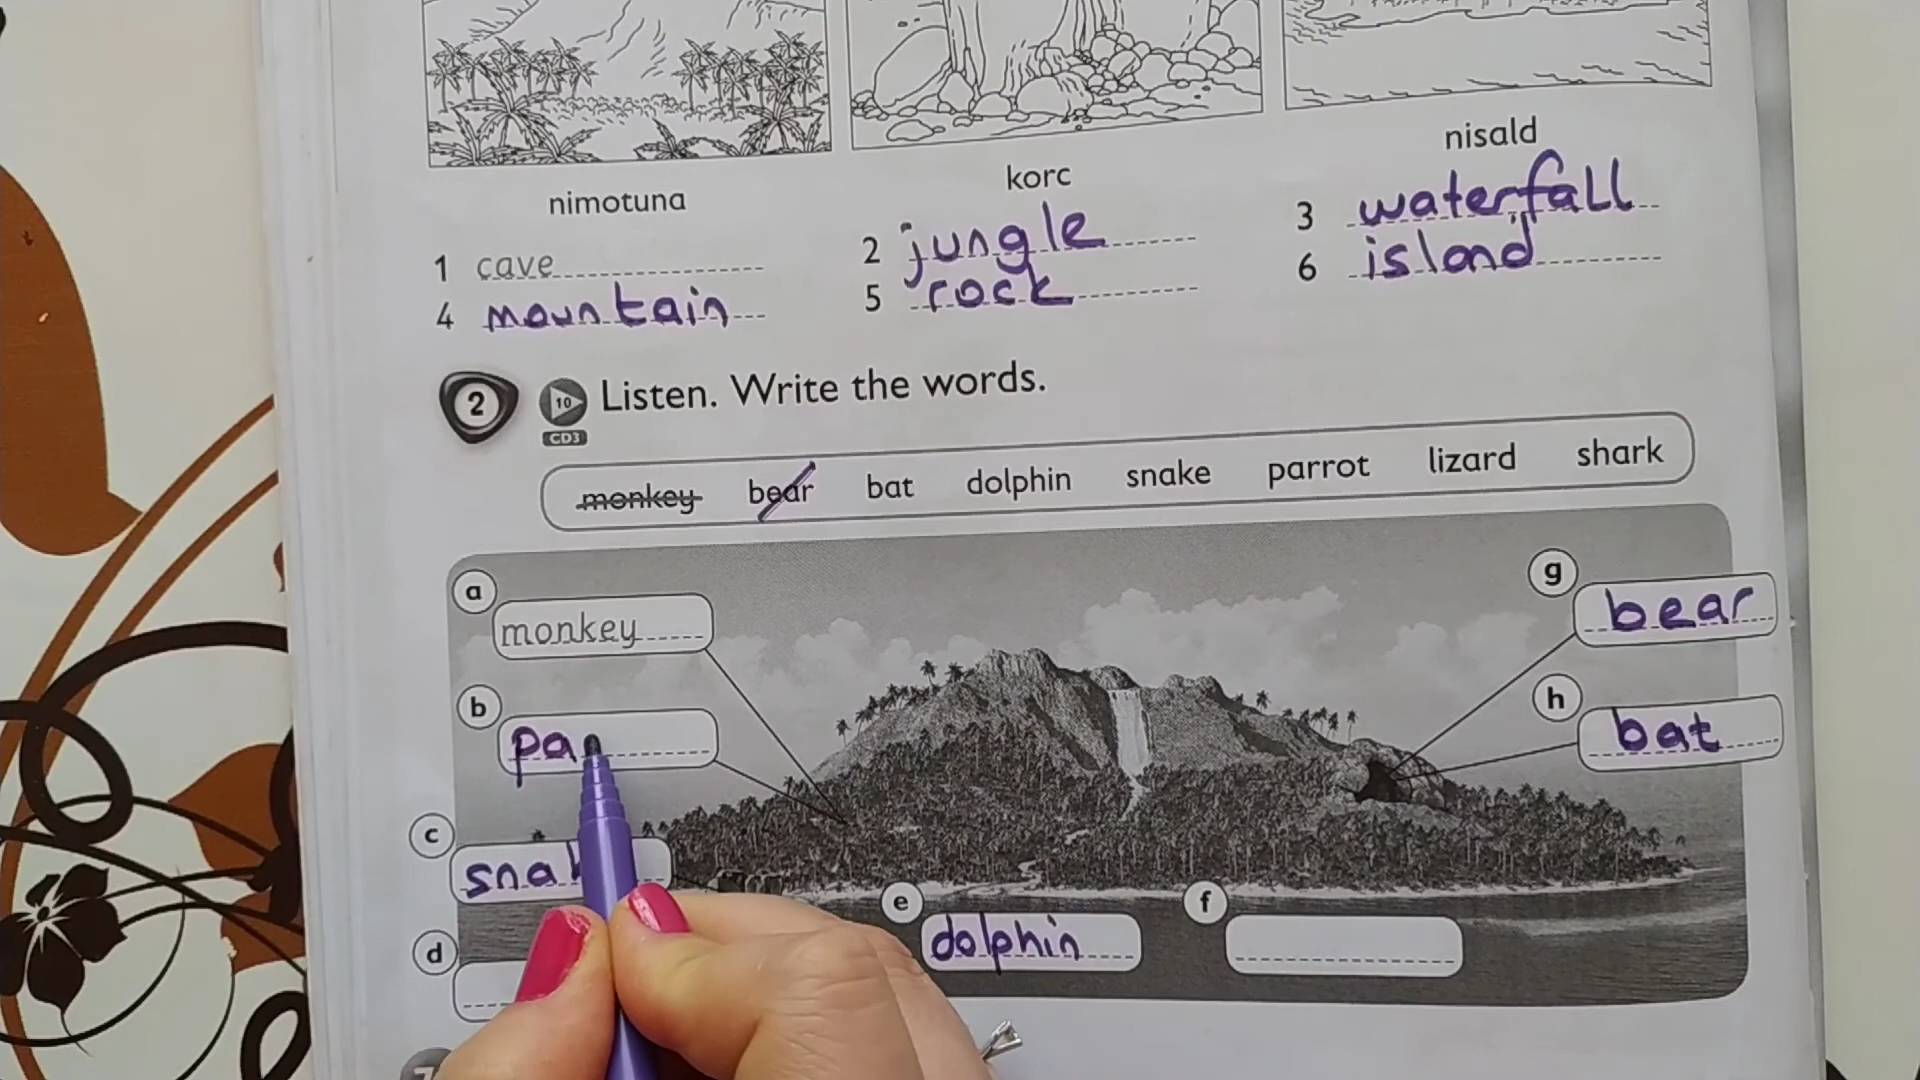 nimotuna korc nisald
1 cave 2 jungle 3 waterfall
4 mountain 5 rock 6 island
2 10 Listen. Write the words.
CD3
monkey bear bat dolphin snake parrot lizard shark
a monkey
g bear
b pa
h bat
c sna
d
e dolphin
f